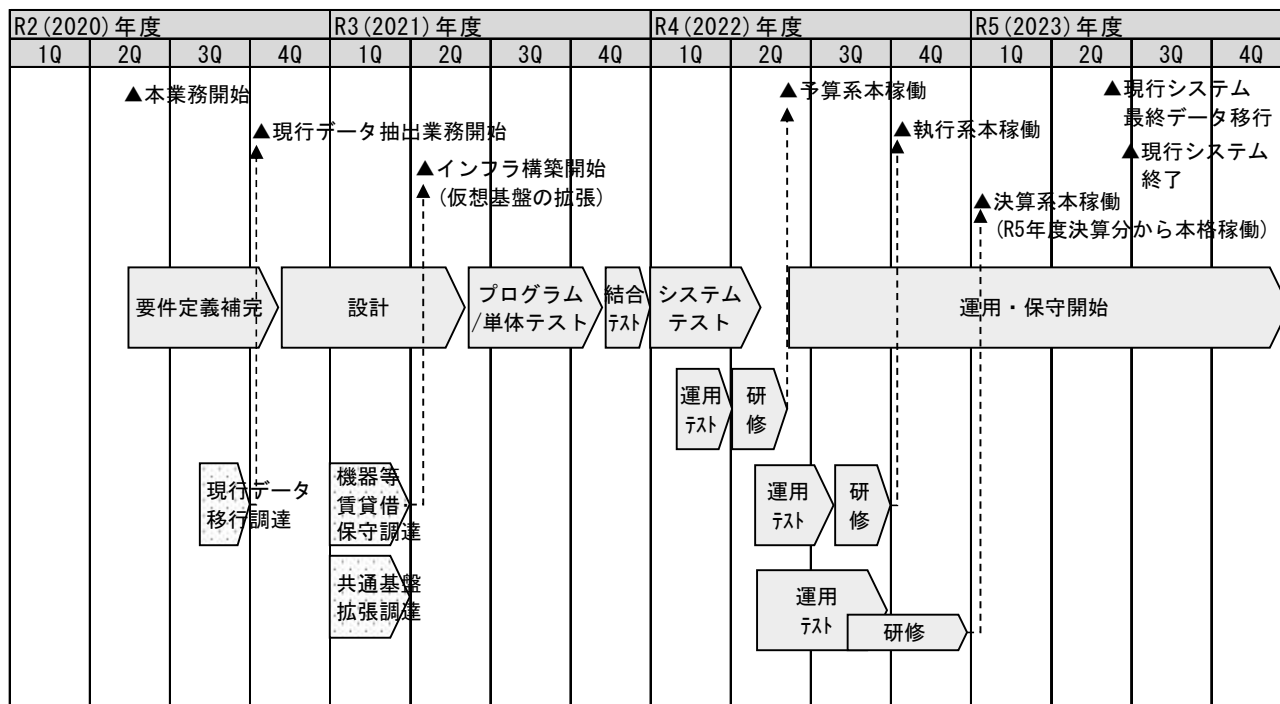 R2(2020)年度 R3(2021)年度 R4(2022)年度 R5(2023)年度
1Q 2Q 3Q 4Q 1Q 2Q 3Q 4Q 1Q 2Q 3Q 4Q 1Q 2Q 3Q 4Q
▲本業務開始
▲現行データ抽出業務開始
▲インフラ構築開始
(仮想基盤の拡張)
▲予算系本稼働
▲執行系本稼働
▲現行システム
最終データ移行
▲現行システム
終了
▲決算系本稼働
(R5年度決算分から本格稼働)
要件定義補完
設計
プログラム
/単体テスト
結合
ﾃｽﾄ
システム
テスト
運用・保守開始
運用
ﾃｽﾄ
研
修
現行データ
移行調達
機器等
賃貸借
保守調達
運用
ﾃｽﾄ
研
修
共通基盤
拡張調達
運用
ﾃｽﾄ
研修